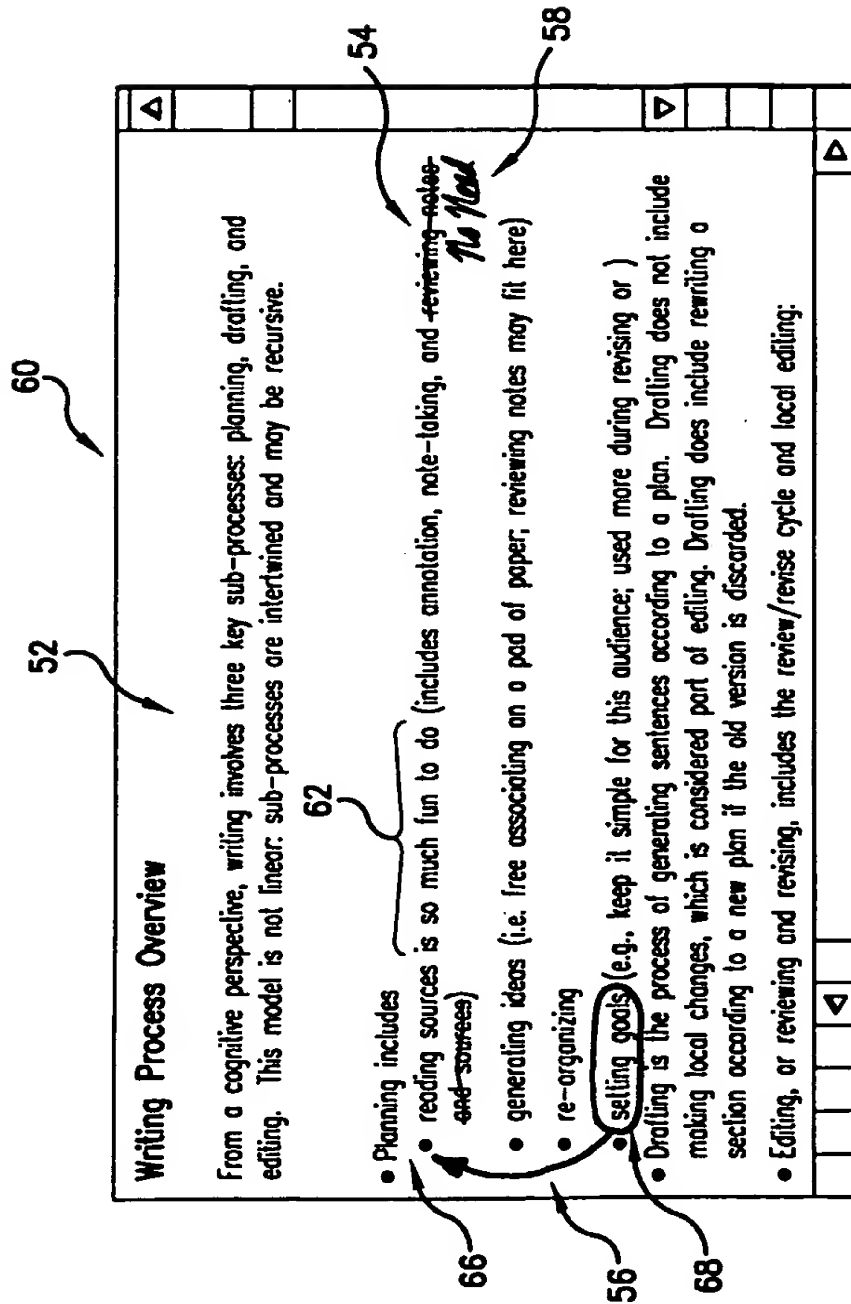 60
52
54
58
Writing Process Overview
From a cognitive perspective, writing involves three key sub-processes: planning, drafting, and
editing. This model is not linear: sub-processes are intertwined and may be recursive.
62
• Planning includes
• reading sources is so much fun to do (includes annotation, note-taking, and reviewing notes
No Need
and sources)
• generating ideas (i.e. free associating an a pad of paper; reviewing notes may fit here)
• re-organizing
• setting goals (e.g., keep it simple for this audience; used more during revising or )
• Drafting is the process of generating sentences according to a plan. Drafting does not include
making local changes, which is considered part of editing. Drafting does include rewriting a
section according to a new plan if the old version is discarded.
• Editing, or reviewing and revising, includes the review/revise cycle and local editing:
66
56
68